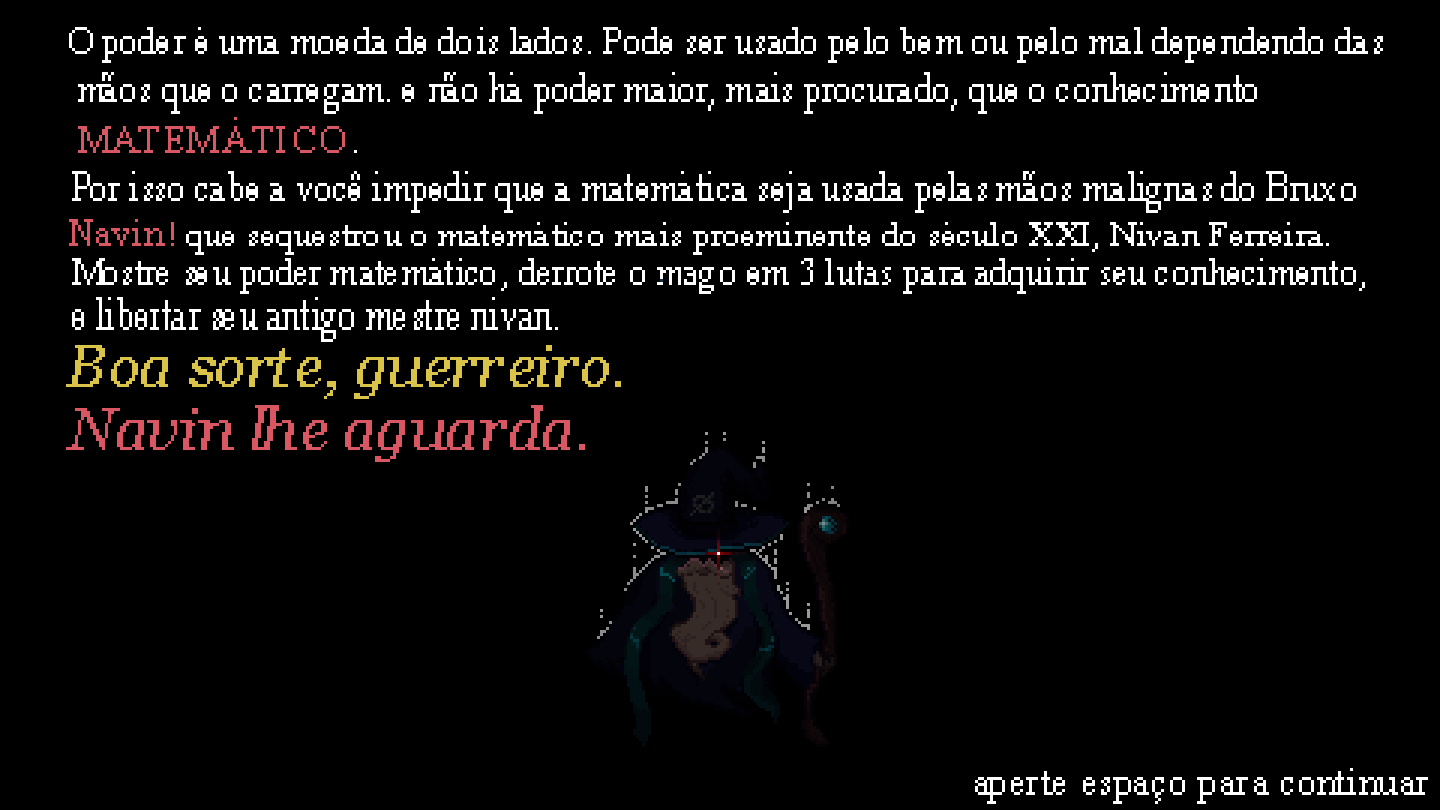 O poder é uma moeda de dois lados. Pode ser usado pelo bem ou pelo mal dependendo das
mãos que o carregam. e não há poder maior, mais procurado, que o conhecimento
MATEMÁTICO.
Por isso cabe a você impedir que a matemática seja usada pelas mãos malignas do Bruxo
Navin! que sequestrou o matemático mais proeminente do século XXI, Nivan Ferreira.
Mostre seu poder matemático, derrote o mago em 3 lutas para adquirir seu conhecimento,
e libertar seu antigo mestre nivan.
Boa sorte, guerreiro.
Navin lhe aguarda.
aperte espaço para continuar